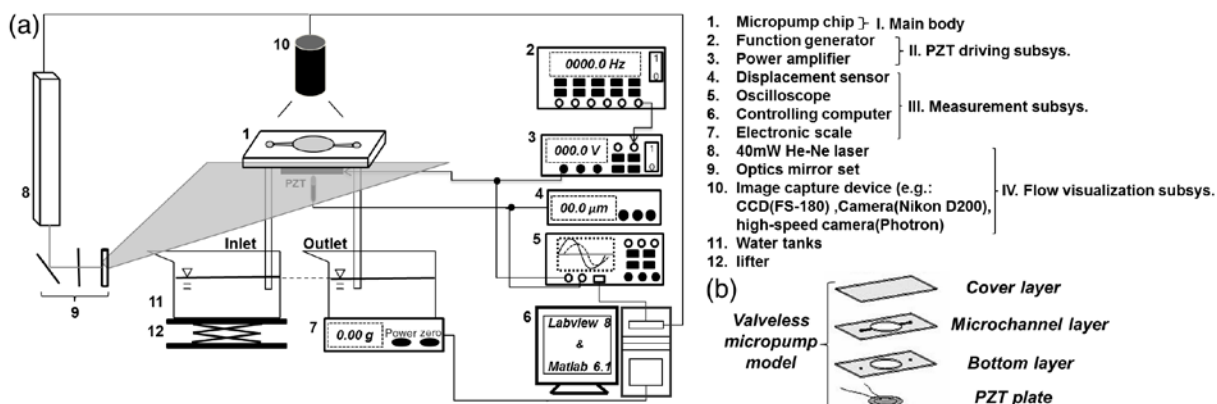 (a)
10
2
0000.0 Hz
1
0
1
3
000.0 V
1
0
PZT
8
4
00.0 μm
5
Inlet
Outlet
9
11
12
7
0.00 g
Power zero
6
Labview 8
&
Matlab 6.1
1. Micropump chip I. Main body
2. Function generator
3. Power amplifier
II. PZT driving subsys.
4. Displacement sensor
5. Oscilloscope
6. Controlling computer
7. Electronic scale
III. Measurement subsys.
8. 40mW He-Ne laser
9. Optics mirror set
10. Image capture device (e.g.:
CCD(FS-180) ,Camera(Nikon D200),
high-speed camera(Photron)
IV. Flow visualization subsys.
11. Water tanks
12. lifter
(b)
Valveless
micropump
model
Cover layer
Microchannel layer
Bottom layer
PZT plate